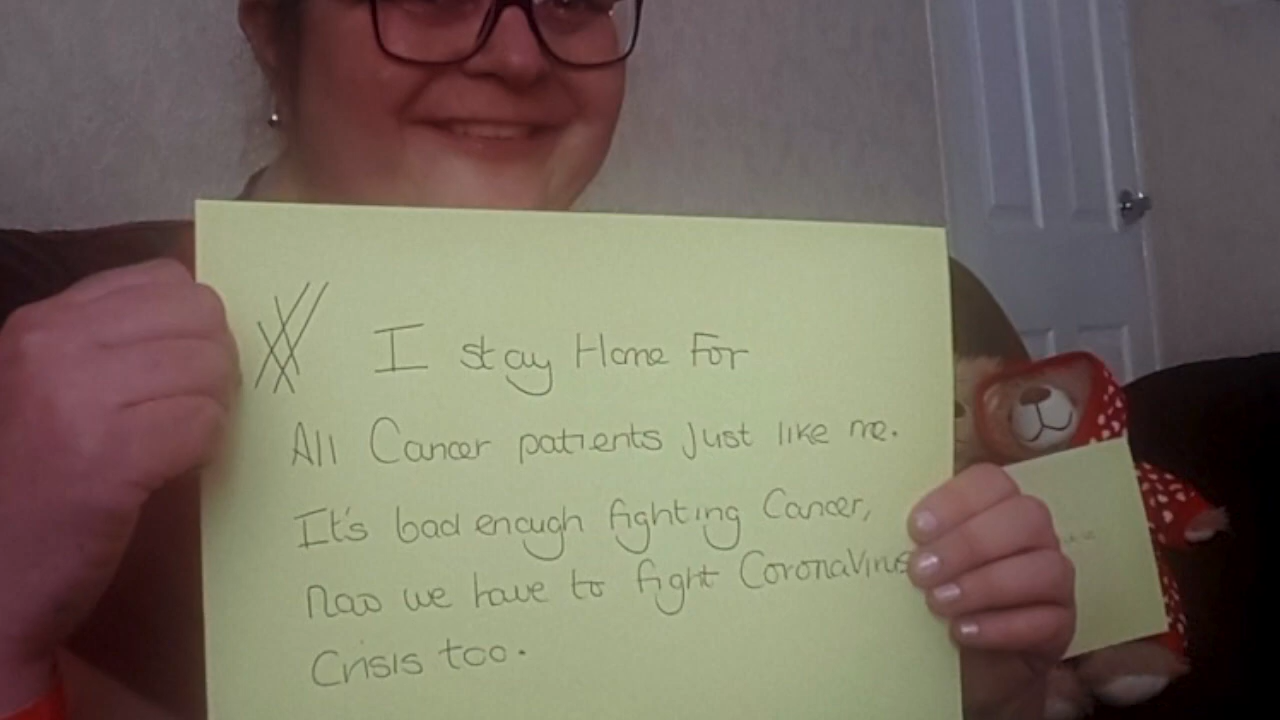 I stay Home For
All Cancer patients Just like me.
It's bad enough fighting Cancer,
Now we have to fight CoronaVirus
Crisis too.